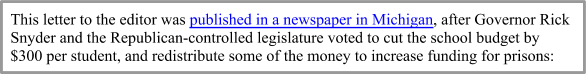 This letter to the editor was published in a newspaper in Michigan, after Governor Rick
Snyder and the Republican-controlled legislature voted to cut the school budget by
$300 per student, and redistribute some of the money to increase funding for prisons: